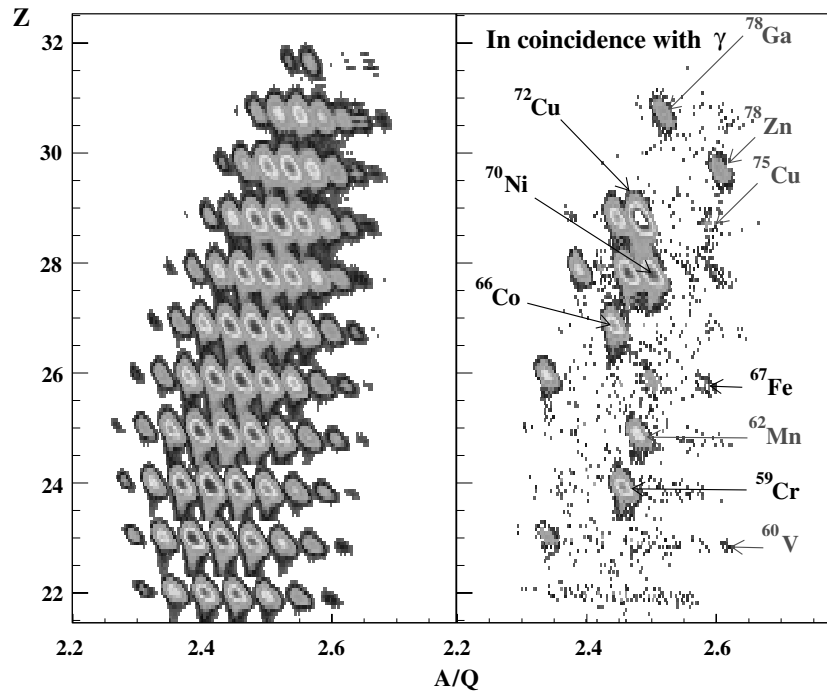 Z
32
30
28
26
24
22
2.2
2.4
2.6
In coincidence with γ
⁷⁸Ga
⁷²Cu
⁷⁸Zn
⁷⁵Cu
⁷⁰Ni
⁶⁶Co
⁶⁷Fe
⁶²Mn
⁵⁹Cr
⁶⁰V
2.2
2.4
2.6
A/Q